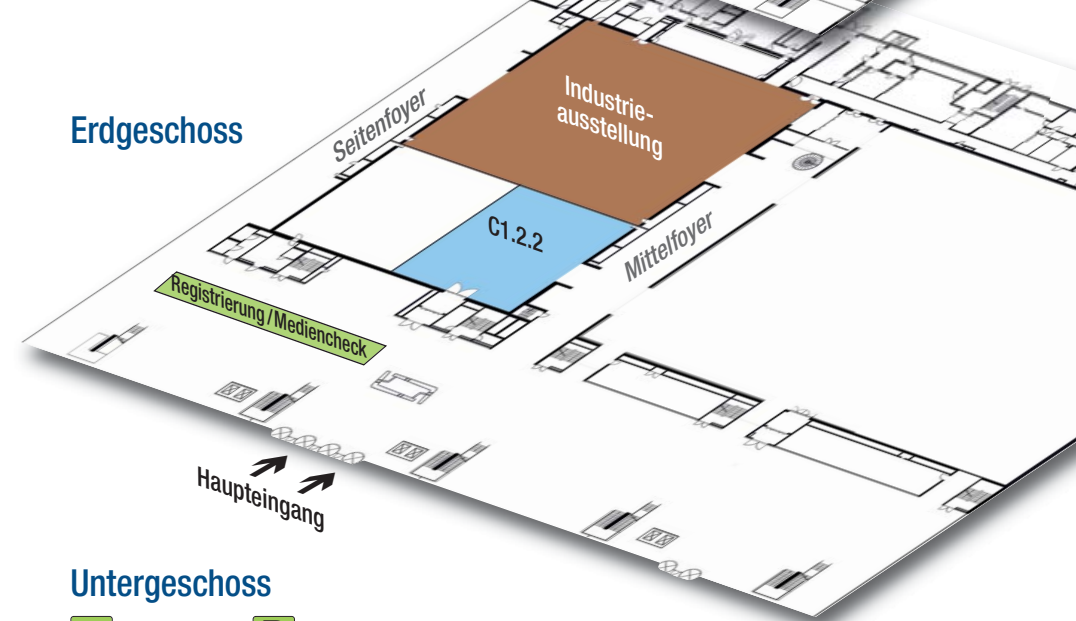 Erdgeschoss
Seitenfoyer
Industrie-
ausstellung
C1.2.2
Mittelfoyer
Registrierung/Mediencheck
Haupteingang
Untergeschoss